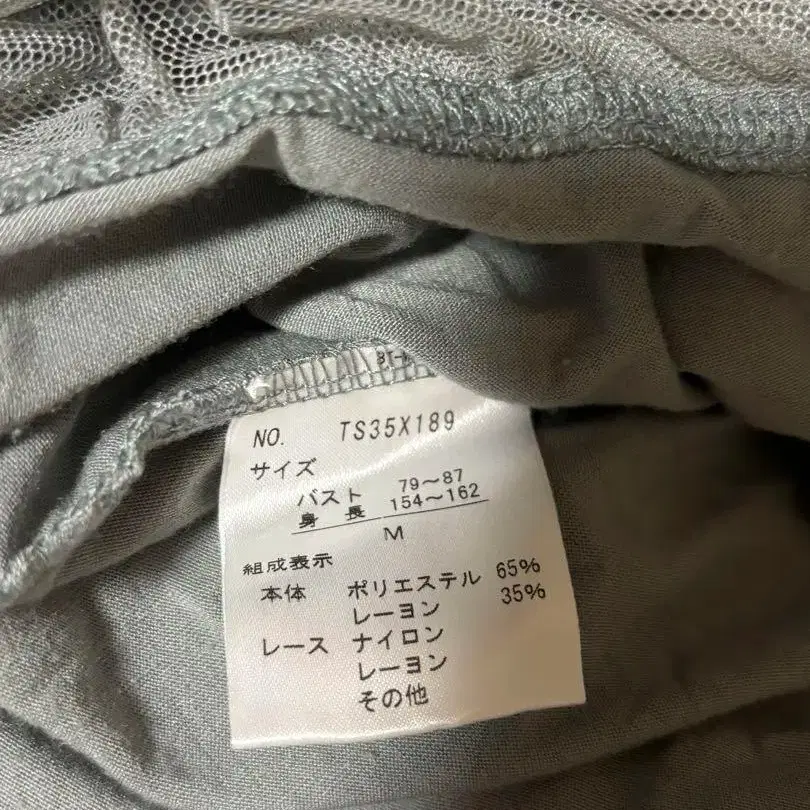 NO. TS35X189
サイズ
バスト 79～87
身長 154～162
M
組成表示
本体 ポリエステル 65%
レーヨン 35%
レース ナイロン
レーヨン
その他